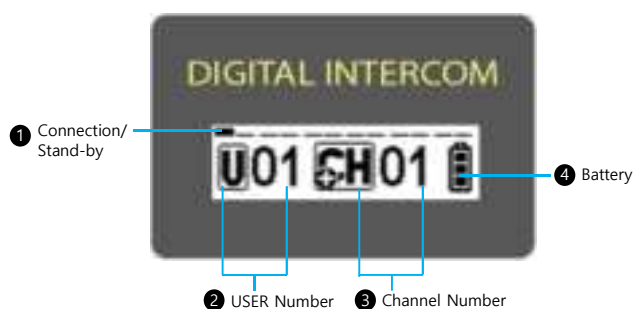 DIGITAL INTERCOM
1 Connection/
Stand-by
U01 CH01
4 Battery
2 USER Number
3 Channel Number